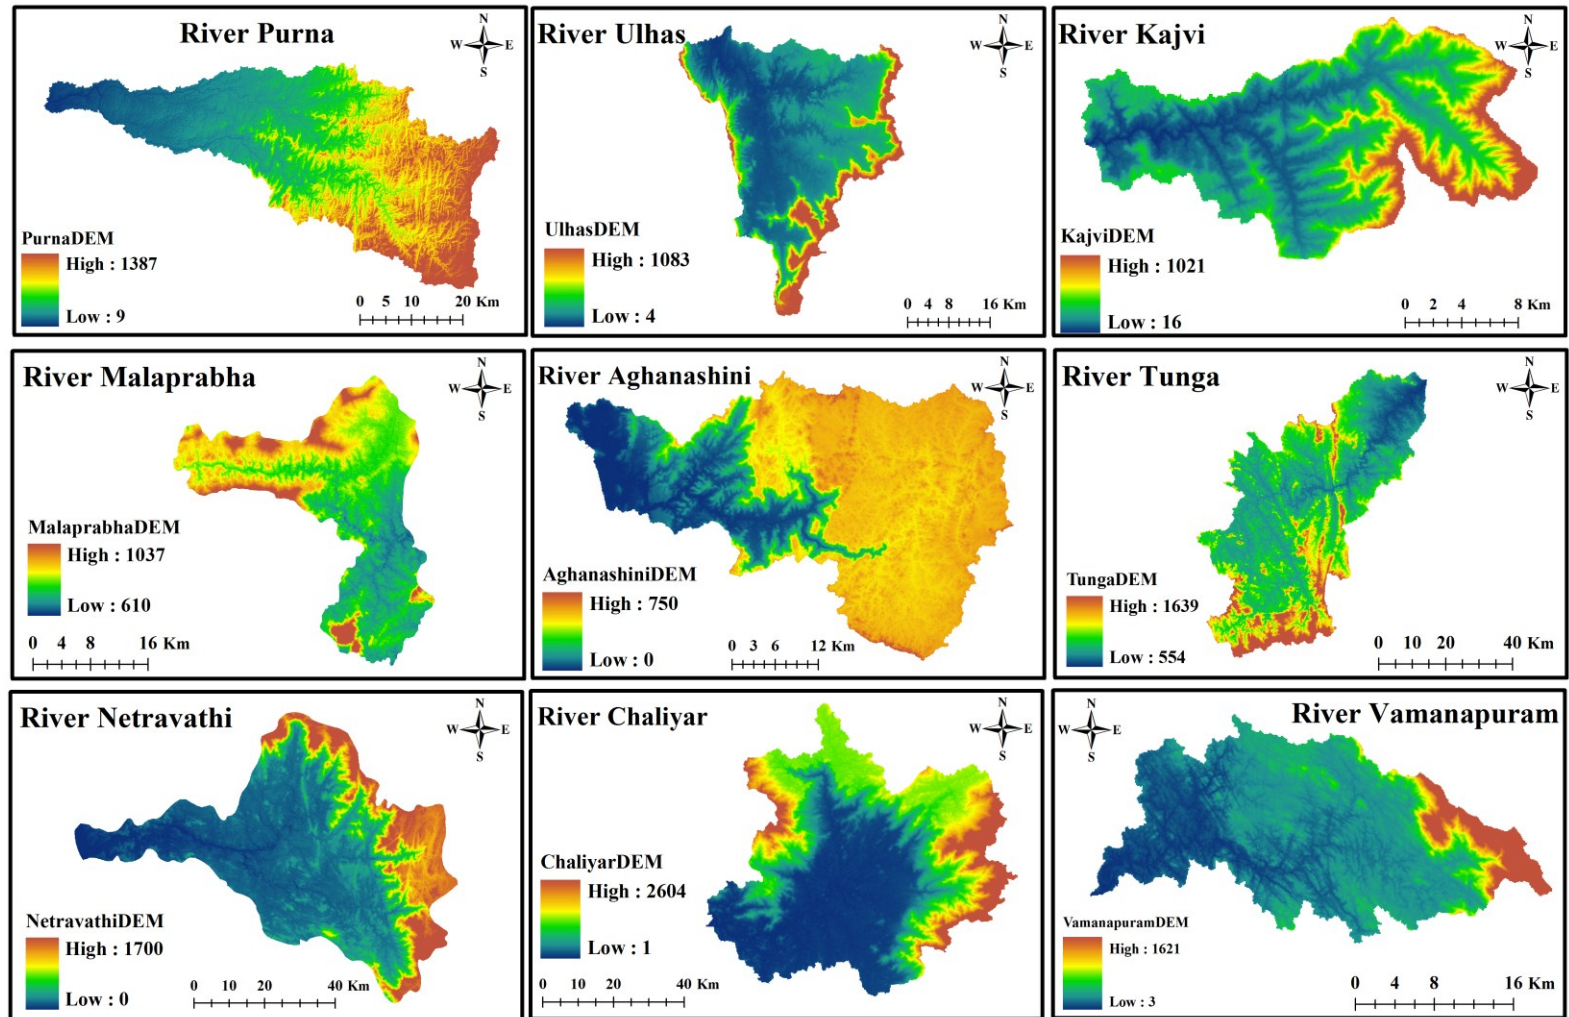 River Purna
N
W E
S
PurnaDEM
High : 1387
Low : 9
0 5 10 20 Km
River Ulhas
N
W E
S
UlhasDEM
High : 1083
Low : 4
0 4 8 16 Km
River Kajvi
N
W E
S
KajviDEM
High : 1021
Low : 16
0 2 4 8 Km
River Malaprabha
N
W E
S
MalaprabhaDEM
High : 1037
Low : 610
0 4 8 16 Km
River Aghanashini
N
W E
S
AghanashiniDEM
High : 750
Low : 0
0 3 6 12 Km
River Tunga
N
W E
S
TungaDEM
High : 1639
Low : 554
0 10 20 40 Km
River Netravathi
N
W E
S
NetravathiDEM
High : 1700
Low : 0
0 10 20 40 Km
River Chaliyar
N
W E
S
ChaliyarDEM
High : 2604
Low : 1
0 10 20 40 Km
River Vamanapuram
N
W E
S
VamanapuramDEM
High : 1621
Low : 3
0 4 8 16 Km